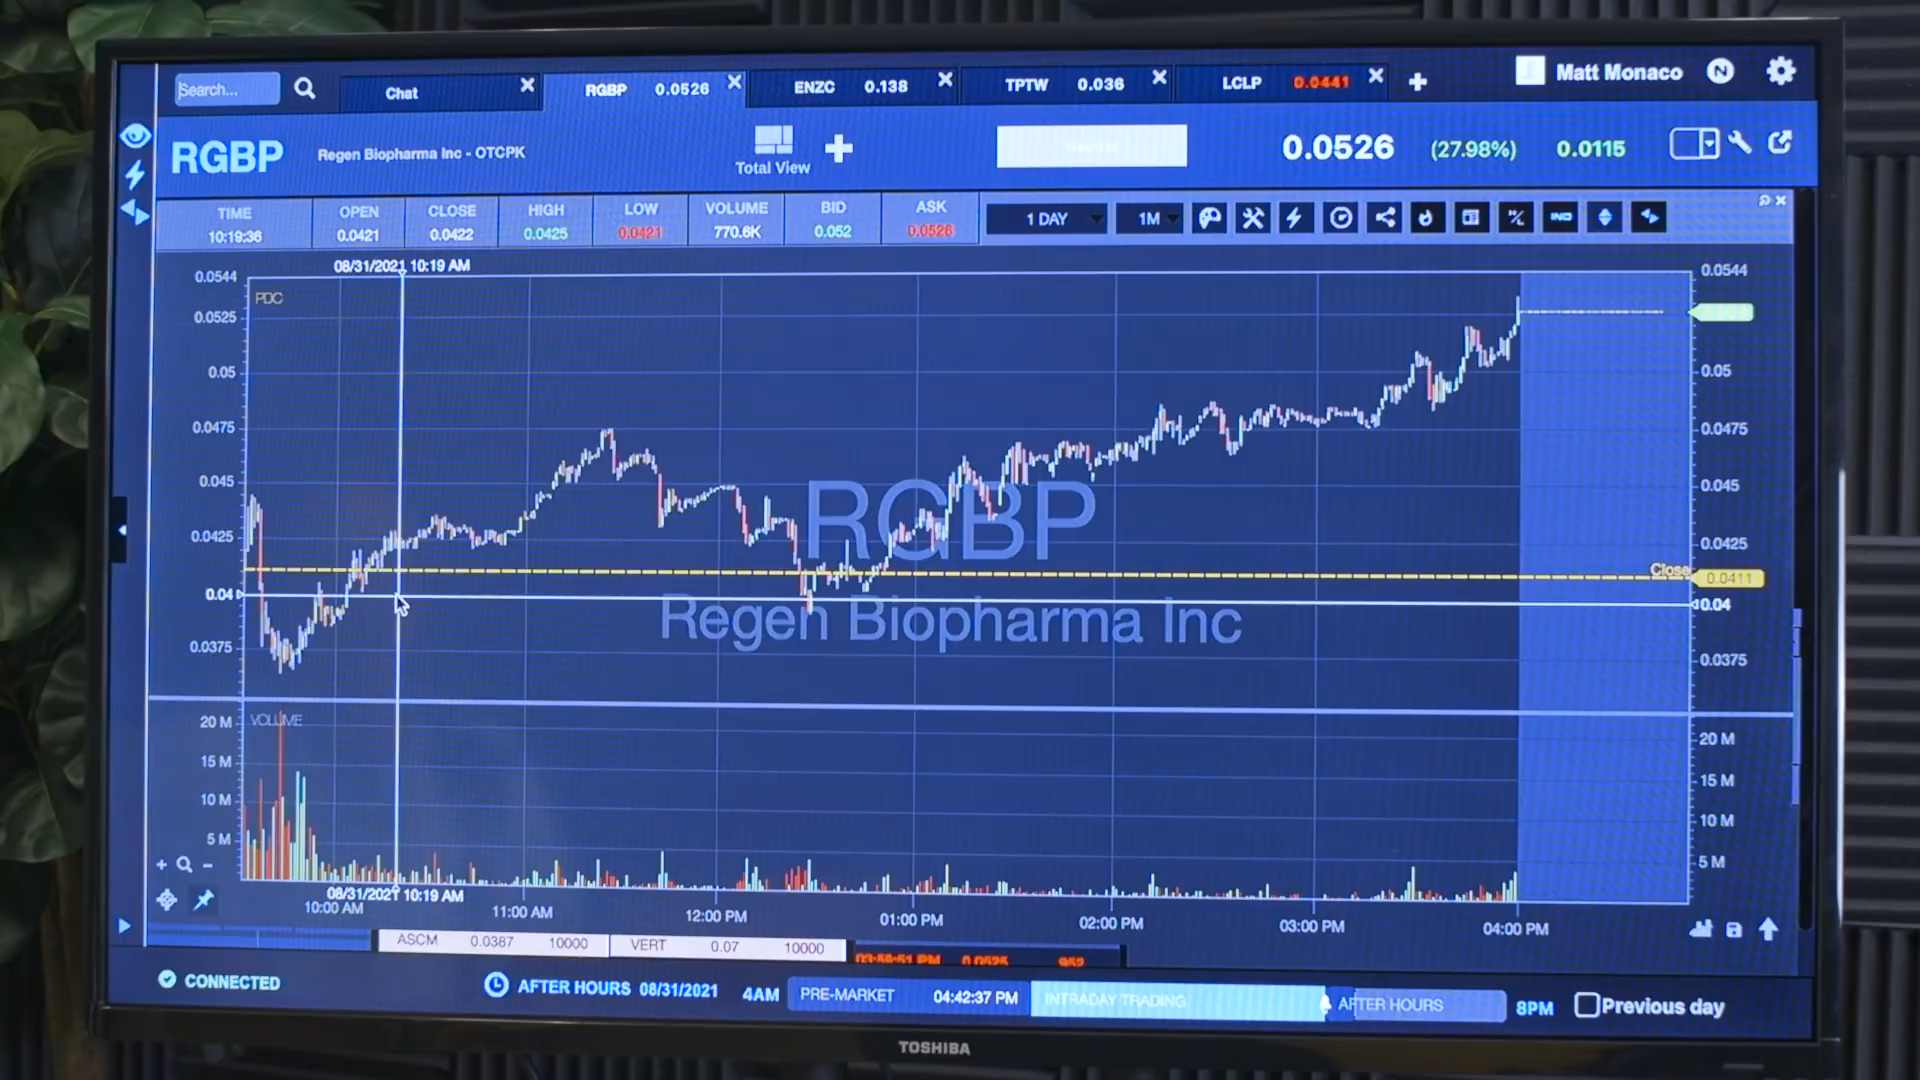 Search...
Chat
RGBP 0.0526
ENZC 0.138
TPTW 0.036
LCLP 0.0441
Matt Monaco
N
RGBP
Regen Biopharma Inc - OTCPK
Total View
0.0526 (27.98%) 0.0115
TIME OPEN CLOSE HIGH LOW VOLUME BID ASK
10:19:36 0.0421 0.0422 0.0425 0.0421 770.6K 0.052 0.0526
1 DAY 1M
IND
08/31/2021 10:19 AM
PDC
0.0544 0.0544
0.0525
0.05 0.05
0.0475 0.0475
0.045 0.045
0.0425 0.0425
Close 0.0411
0.04 0.04
0.0375 0.0375
RGBP
Regen Biopharma Inc
VOLUME
20 M 20 M
15 M 15 M
10 M 10 M
5 M 5 M
08/31/2021 10:19 AM
10:00 AM 11:00 AM 12:00 PM 01:00 PM 02:00 PM 03:00 PM 04:00 PM
ASCM 0.0387 10000 VERT 0.07 10000
03:59:51 PM 0.0525 952
CONNECTED
AFTER HOURS 08/31/2021
4AM PRE-MARKET 04:42:37 PM INTRADAY TRADING AFTER HOURS 8PM
Previous day
TOSHIBA